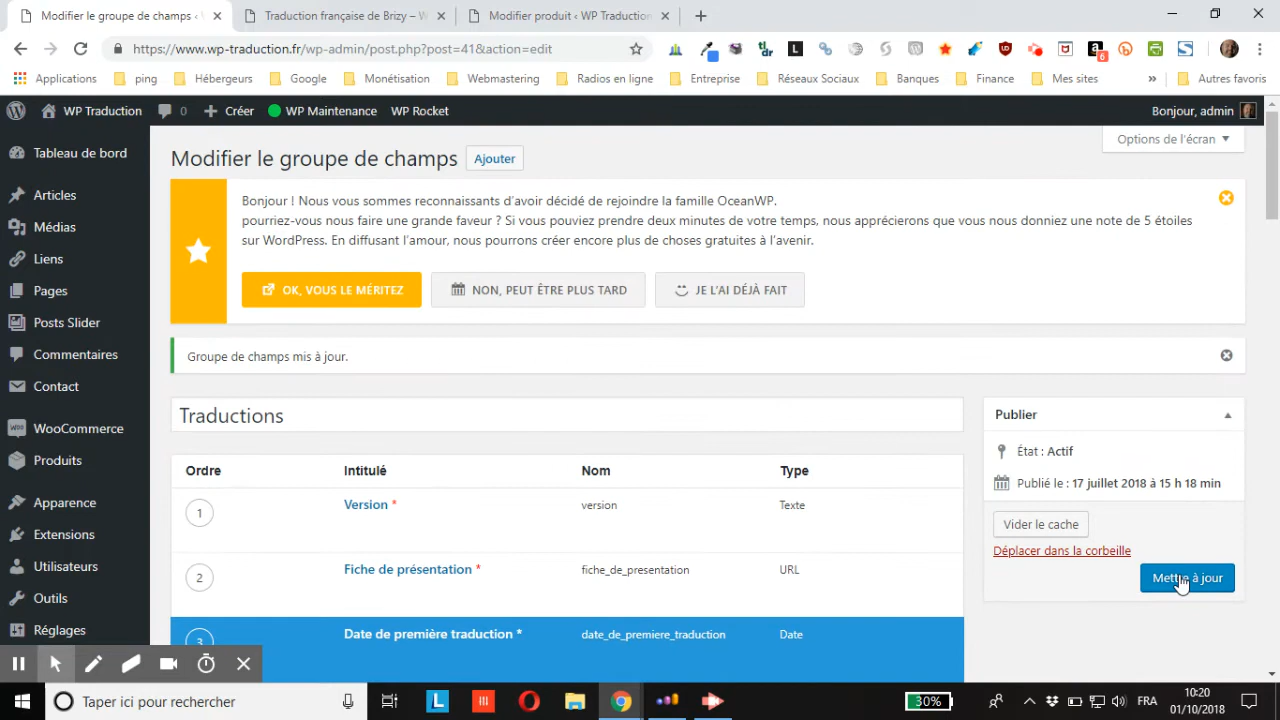 Modifier le groupe de champs ‹
Traduction française de Brizy – W
Modifier produit ‹ WP Traduction
https://www.wp-traduction.fr/wp-admin/post.php?post=41&action=edit
6
Applications
ping
Hébergeurs
Google
Monétisation
Webmastering
Radios en ligne
Entreprise
Réseaux Sociaux
Banques
Finance
Mes sites
»
Autres favoris
WP Traduction
0
Créer
WP Maintenance
WP Rocket
Bonjour, admin
Options de l'écran
Tableau de bord
Articles
Médias
Liens
Pages
Posts Slider
Commentaires
Contact
WooCommerce
Produits
Apparence
Extensions
Utilisateurs
Outils
Réglages
Modifier le groupe de champs
Ajouter
Bonjour ! Nous vous sommes reconnaissants d'avoir décidé de rejoindre la famille OceanWP.
pourriez-vous nous faire une grande faveur ? Si vous pouviez prendre deux minutes de votre temps, nous apprécierons que vous nous donniez une note de 5 étoiles
sur WordPress. En diffusant l'amour, nous pourrons créer encore plus de choses gratuites à l'avenir.
OK, VOUS LE MÉRITEZ
NON, PEUT ÊTRE PLUS TARD
JE L'AI DÉJÀ FAIT
Groupe de champs mis à jour.
Traductions
Ordre
Intitulé
Nom
Type
1
Version *
version
Texte
2
Fiche de présentation *
fiche_de_presentation
URL
3
Date de première traduction *
date_de_premiere_traduction
Date
Publier
État : Actif
Publié le : 17 juillet 2018 à 15 h 18 min
Vider le cache
Déplacer dans la corbeille
Mettre à jour
Taper ici pour rechercher
30%
FRA
10:20
01/10/2018